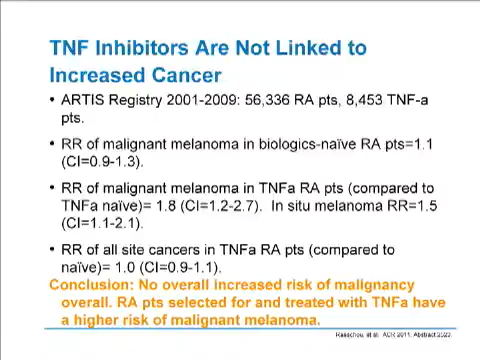 TNF Inhibitors Are Not Linked to
Increased Cancer
• ARTIS Registry 2001-2009: 56,336 RA pts, 8,453 TNF-a
pts.
• RR of malignant melanoma in biologics-naïve RA pts=1.1
(CI=0.9-1.3).
• RR of malignant melanoma in TNFa RA pts (compared to
TNFa naïve)= 1.8 (CI=1.2-2.7). In situ melanoma RR=1.5
(CI=1.1-2.1).
• RR of all site cancers in TNFa RA pts (compared to
naïve)= 1.0 (CI=0.9-1.1).
Conclusion: No overall increased risk of malignancy
overall. RA pts selected for and treated with TNFa have
a higher risk of malignant melanoma.
et al. ACR 2011. Abstract